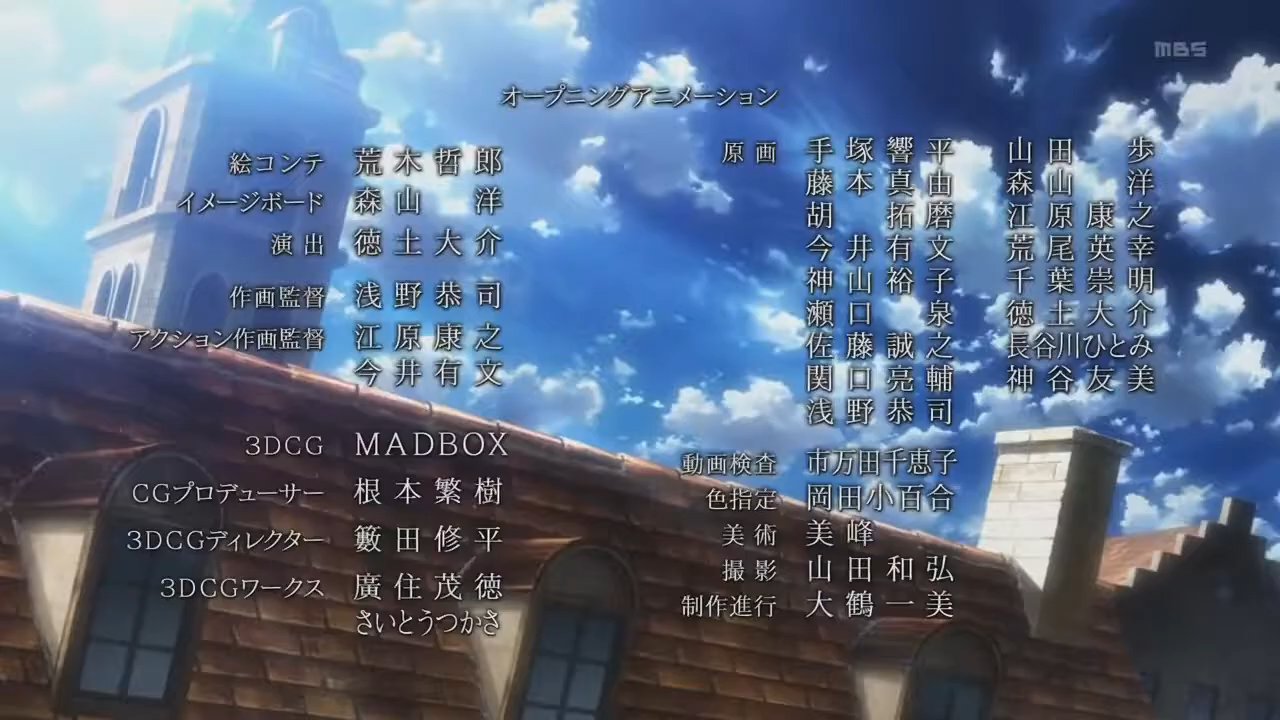 MBS
オープニングアニメーション
絵コンテ 荒木哲郎
イメージボード 森山 洋
演出 徳土大介
作画監督 浅野恭司
アクション作画監督 江原康之
今井有文
3DCG MADBOX
CGプロデューサー 根本繁樹
3DCGディレクター 籔田修平
3DCGワークス 廣住茂徳
さいとうつかさ
原画 手塚響平 山田 歩
藤本真由 森山 洋
胡 拓磨 江原康之
今井有文 荒尾英幸
神山裕子 千葉崇明
瀬口 泉 徳土大介
佐藤誠之 長谷川ひとみ
関口亮輔 神谷友美
浅野恭司
動画検査 市万田千恵子
色指定 岡田小百合
美術 美峰
撮影 山田和弘
制作進行 大鶴一美